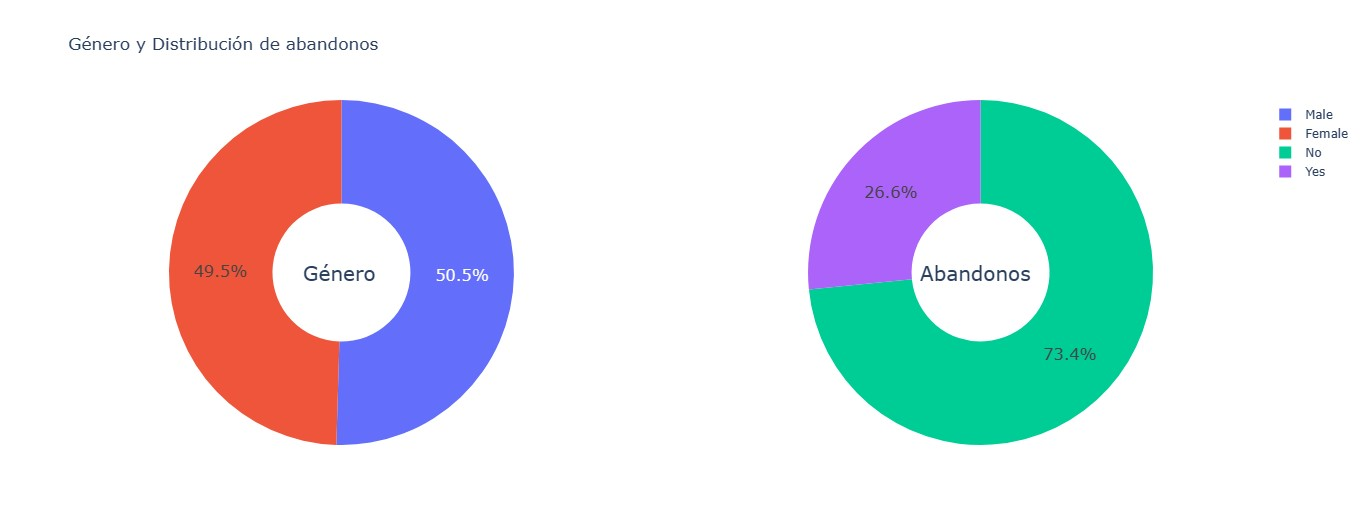 Género y Distribución de abandonos
49.5%
Género
50.5%
26.6%
Abandonos
73.4%
Male
Female
No
Yes